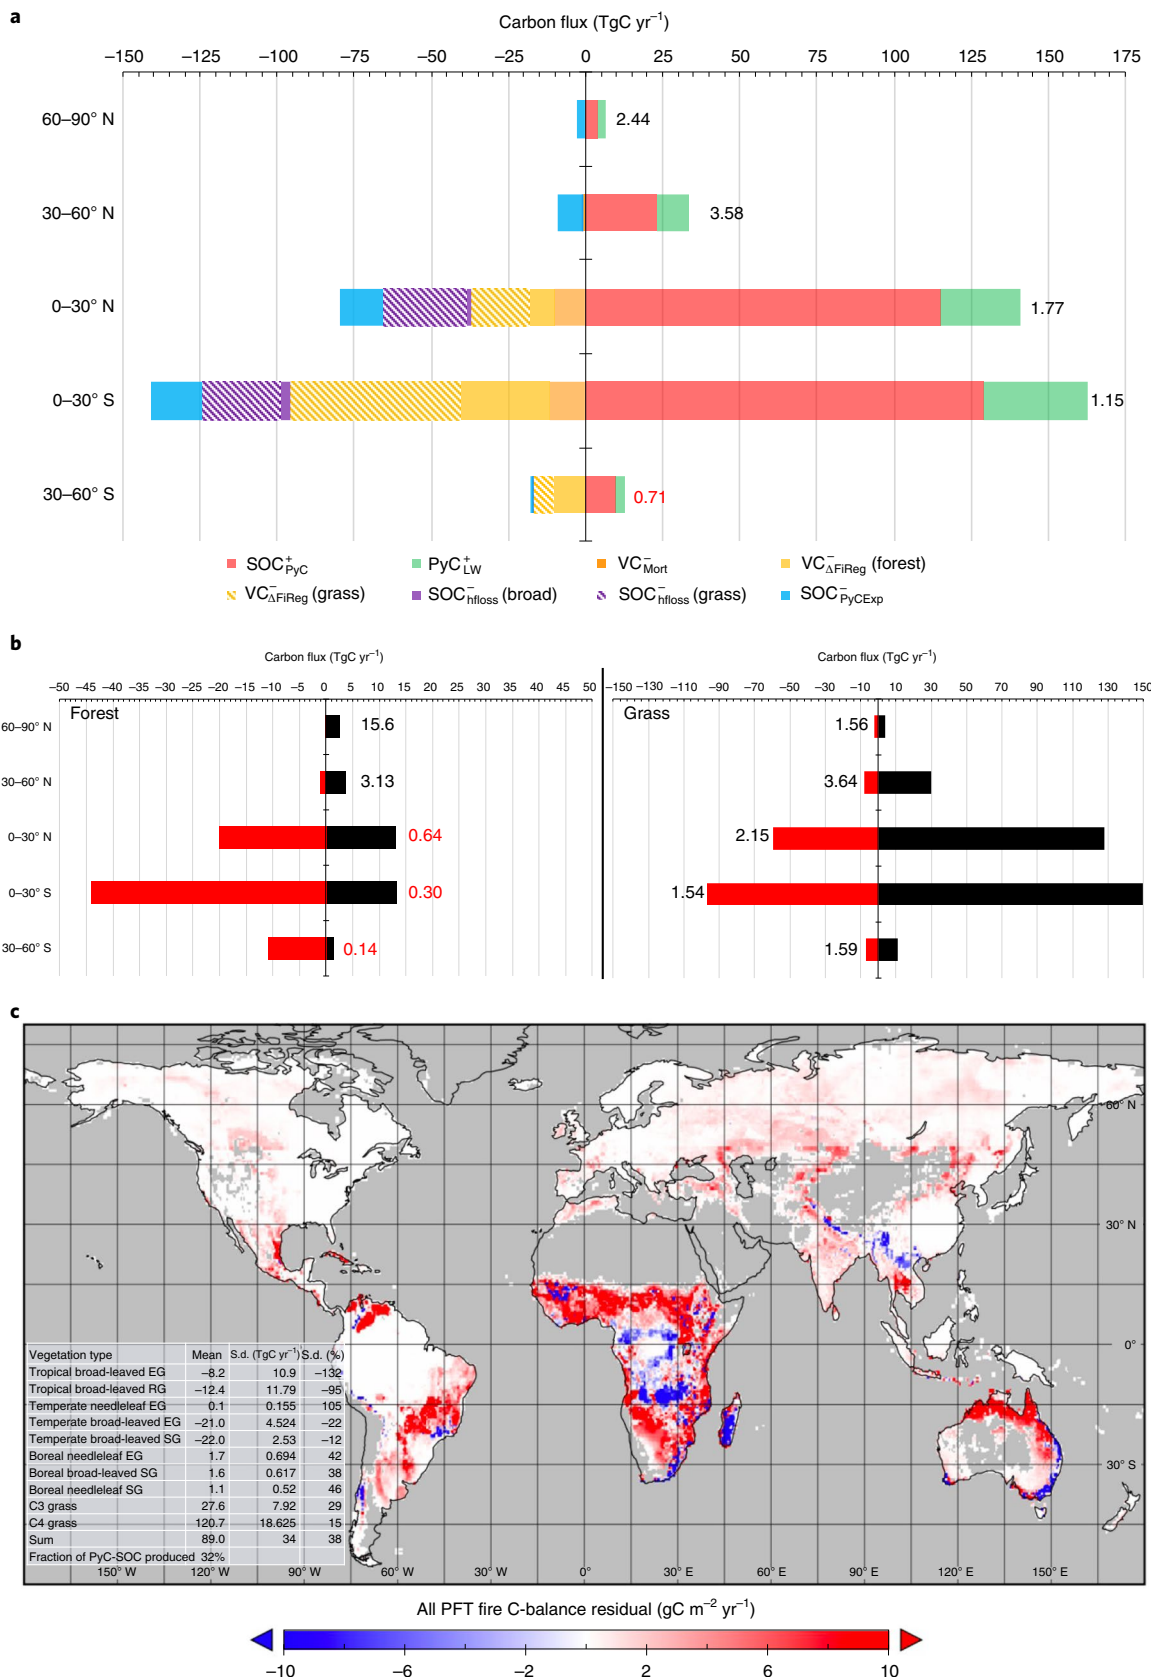 a
Carbon flux (TgC yr⁻¹)
−150 −125 −100 −75 −50 −25 0 25 50 75 100 125 150 175
60–90° N 2.44
30–60° N 3.58
0–30° N 1.77
0–30° S 1.15
30–60° S 0.71
SOC⁺PyC PyC⁺LW VC⁻Mort VC⁻ΔFiReg (forest)
VC⁻ΔFiReg (grass) SOC⁻hfloss (broad) SOC⁻hfloss (grass) SOC⁻PyCExp
b
Carbon flux (TgC yr⁻¹) Carbon flux (TgC yr⁻¹)
−50 −45 −40 −35 −30 −25 −20 −15 −10 −5 0 5 10 15 20 25 30 35 40 45 50 −150 −130 −110 −90 −70 −50 −30 −10 10 30 50 70 90 110 130 150
Forest Grass
60–90° N 15.6 1.56
30–60° N 3.13 3.64
0–30° N 0.64 2.15
0–30° S 0.30 1.54
30–60° S 0.14 1.59
c
60° N
30° N
0°
30° S
Vegetation type Mean S.d. (TgC yr⁻¹) S.d. (%)
Tropical broad-leaved EG −8.2 10.9 −132
Tropical broad-leaved RG −12.4 11.79 −95
Temperate needleleaf EG 0.1 0.155 105
Temperate broad-leaved EG −21.0 4.524 −22
Temperate broad-leaved SG −22.0 2.53 −12
Boreal needleleaf EG 1.7 0.694 42
Boreal broad-leaved SG 1.6 0.617 38
Boreal needleleaf SG 1.1 0.52 46
C3 grass 27.6 7.92 29
C4 grass 120.7 18.625 15
Sum 89.0 34 38
Fraction of PyC-SOC produced 32%
150° W 120° W 90° W 60° W 30° W 0° 30° E 60° E 90° E 120° E 150° E
All PFT fire C-balance residual (gC m⁻² yr⁻¹)
−10 −6 −2 2 6 10